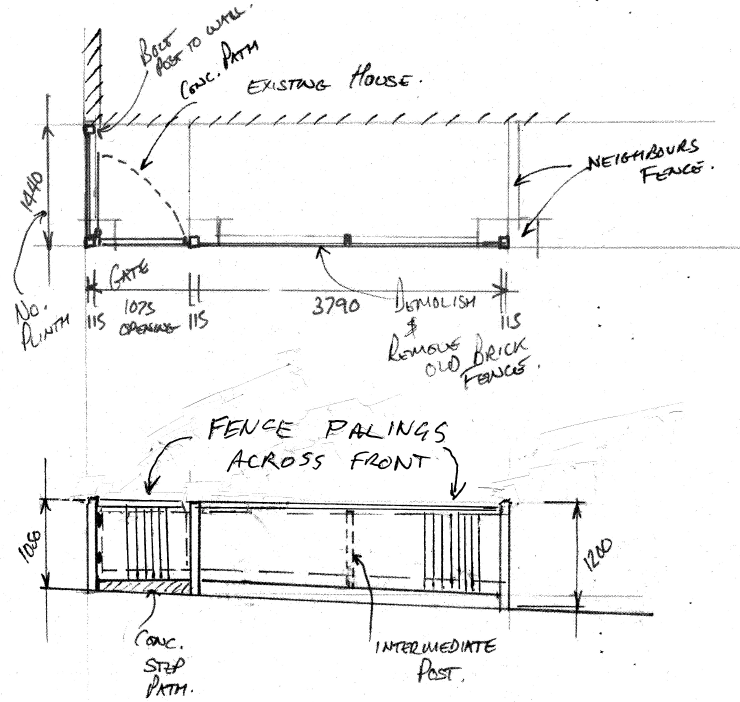 BOLT
POST TO WALL.
CONC. PATH
EXISTING HOUSE.
NEIGHBOURS
FENCE.
1440
NO.
PLINTH
GATE
115
1075
OPENING
115
3790
115
DEMOLISH
&
REMOVE
OLD BRICK
FENCE.
FENCE PALINGS
ACROSS FRONT
1050
1200
CONC.
STEP
PATH.
INTERMEDIATE
POST.